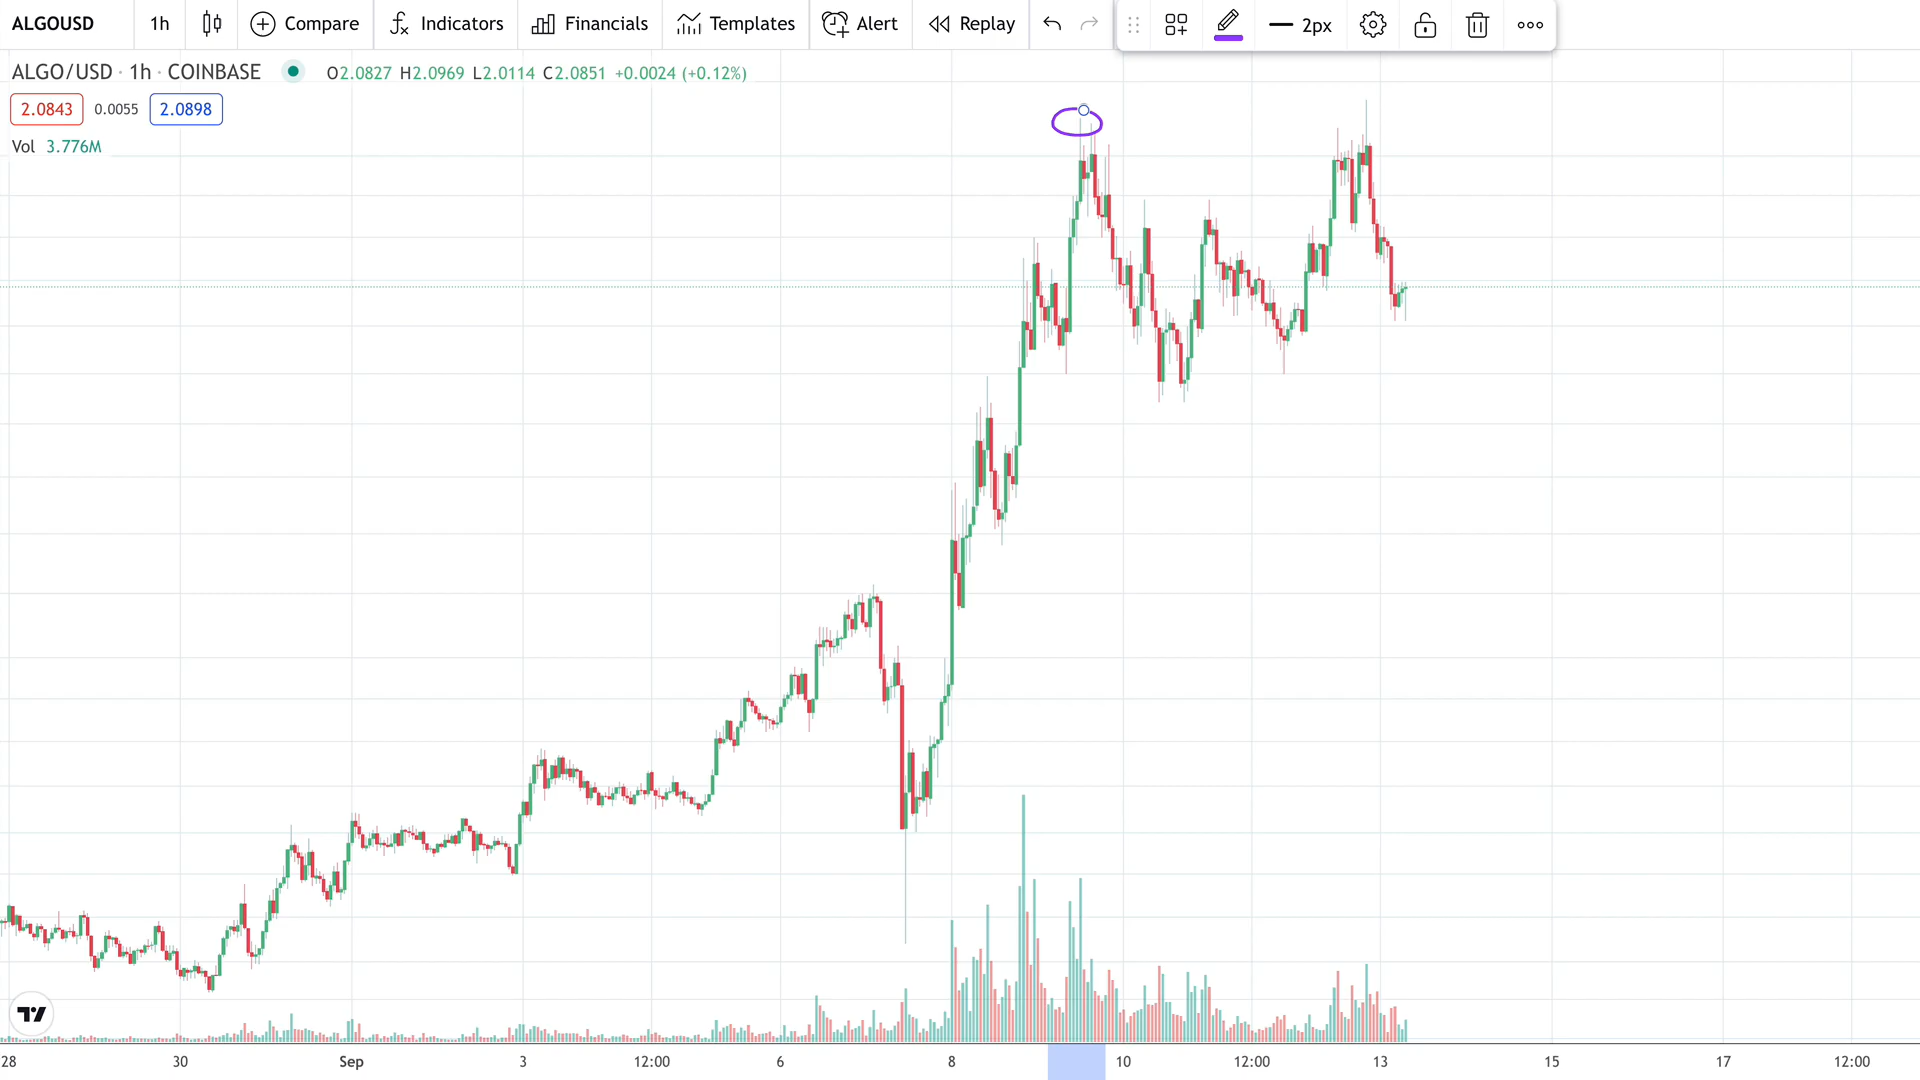 ALGOUSD 1h Compare Indicators Financials Templates Alert Replay 2px
ALGO/USD · 1h · COINBASE O2.0827 H2.0969 L2.0114 C2.0851 +0.0024 (+0.12%)
2.0843 0.0055 2.0898
Vol 3.776M
28 30 Sep 3 12:00 6 8 10 12:00 13 15 17 12:00